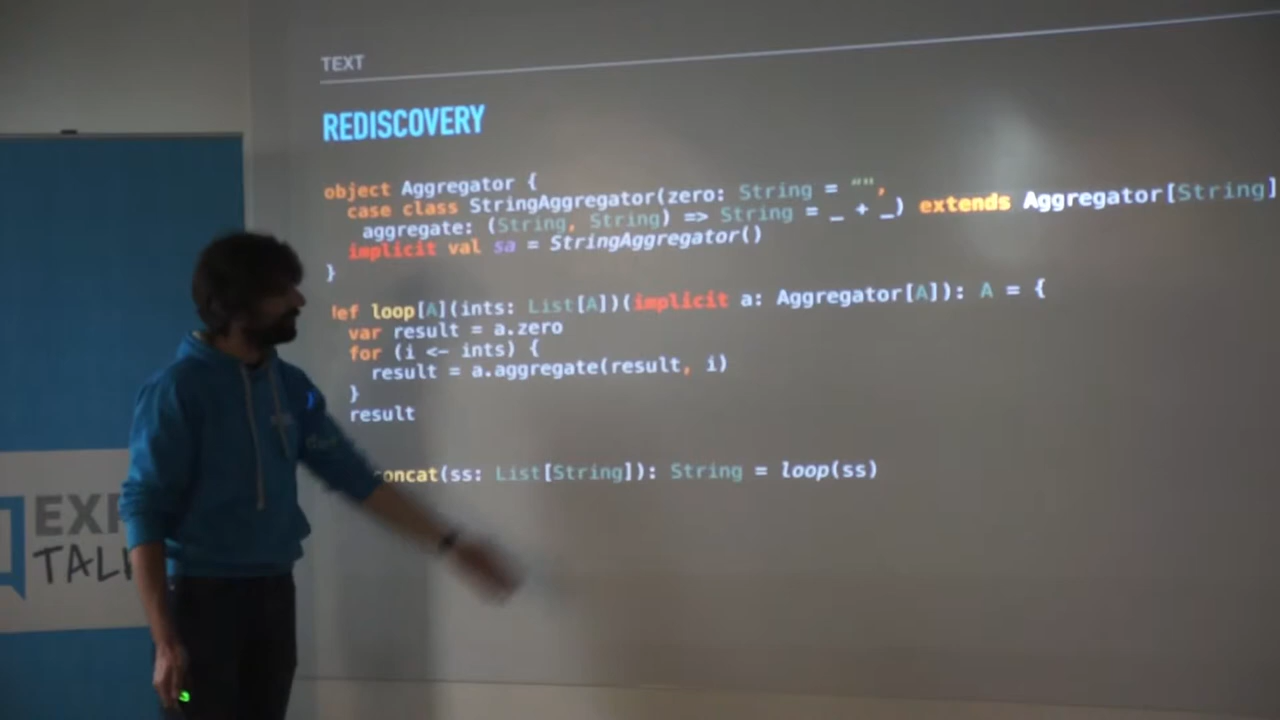 TEXT
REDISCOVERY
object Aggregator {
case class StringAggregator(zero: String = "",
aggregate: (String, String) => String = _ + _) extends Aggregator[String]
implicit val sa = StringAggregator()
}
def loop[A](ints: List[A])(implicit a: Aggregator[A]): A = {
var result = a.zero
for (i <- ints) {
result = a.aggregate(result, i)
}
result
concat(ss: List[String]): String = loop(ss)
EXP
TALK